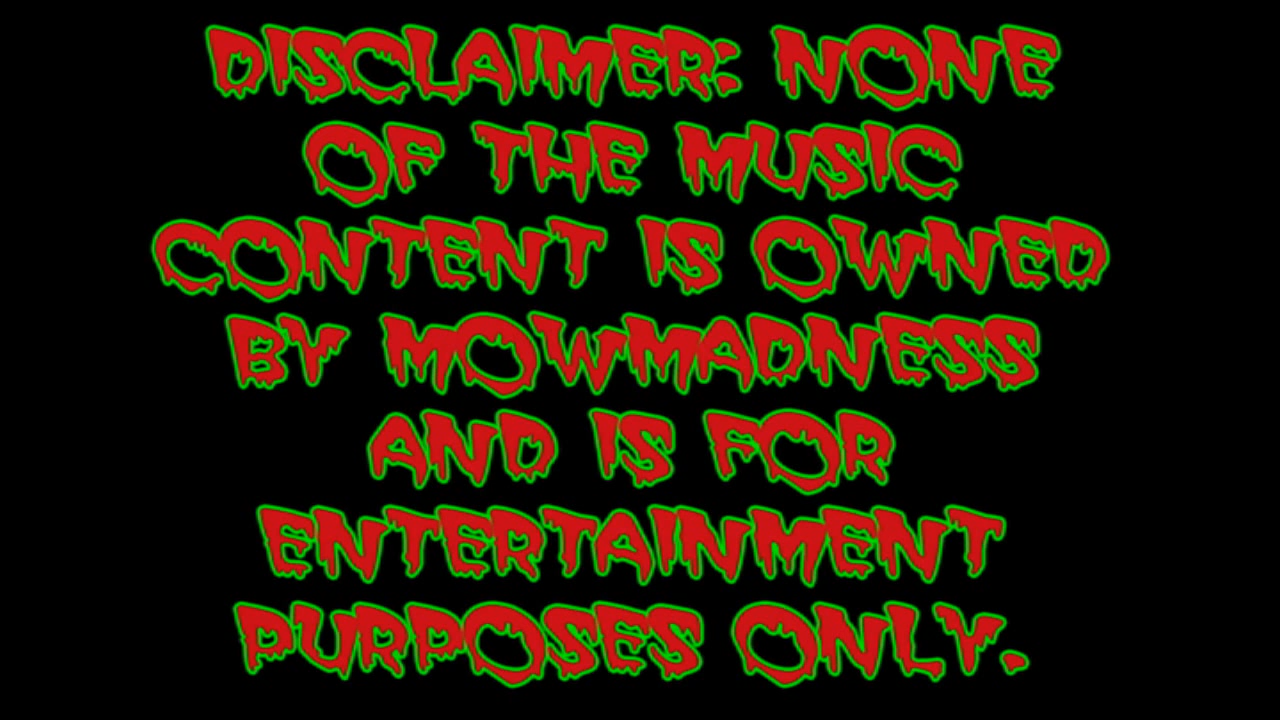 DISCLAIMER: NONE
OF THE MUSIC
CONTENT IS OWNED
BY MOWMADNESS
AND IS FOR
ENTERTAINMENT
PURPOSES ONLY.